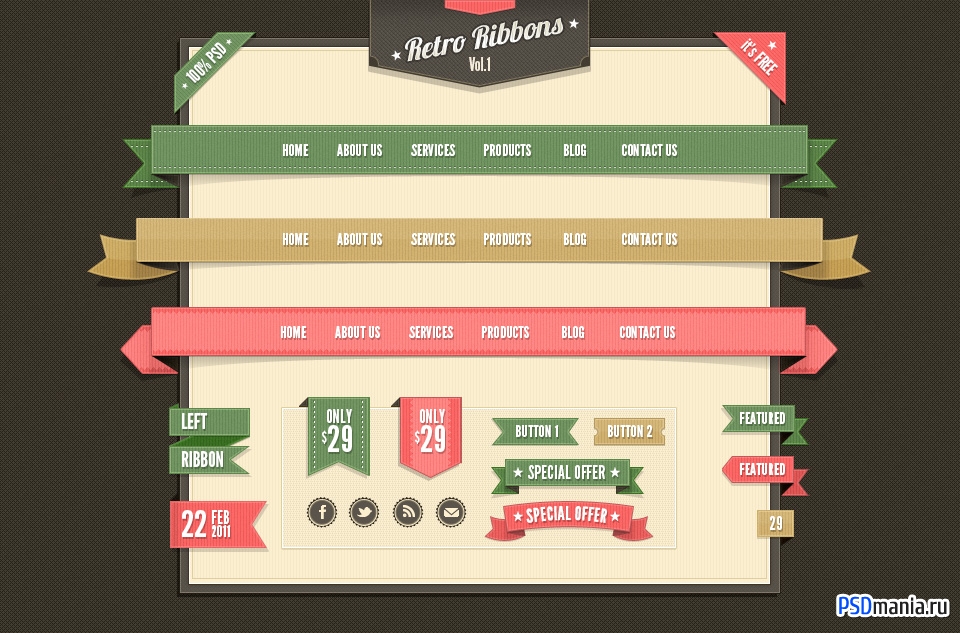 Retro Ribbons
Vol.1
100% PSD
it's FREE
HOME ABOUT US SERVICES PRODUCTS BLOG CONTACT US
HOME ABOUT US SERVICES PRODUCTS BLOG CONTACT US
HOME ABOUT US SERVICES PRODUCTS BLOG CONTACT US
LEFT
RIBBON
22 FEB
2011
ONLY
$29
ONLY
$29
BUTTON 1
BUTTON 2
SPECIAL OFFER
SPECIAL OFFER
FEATURED
FEATURED
29
PSDmania.ru